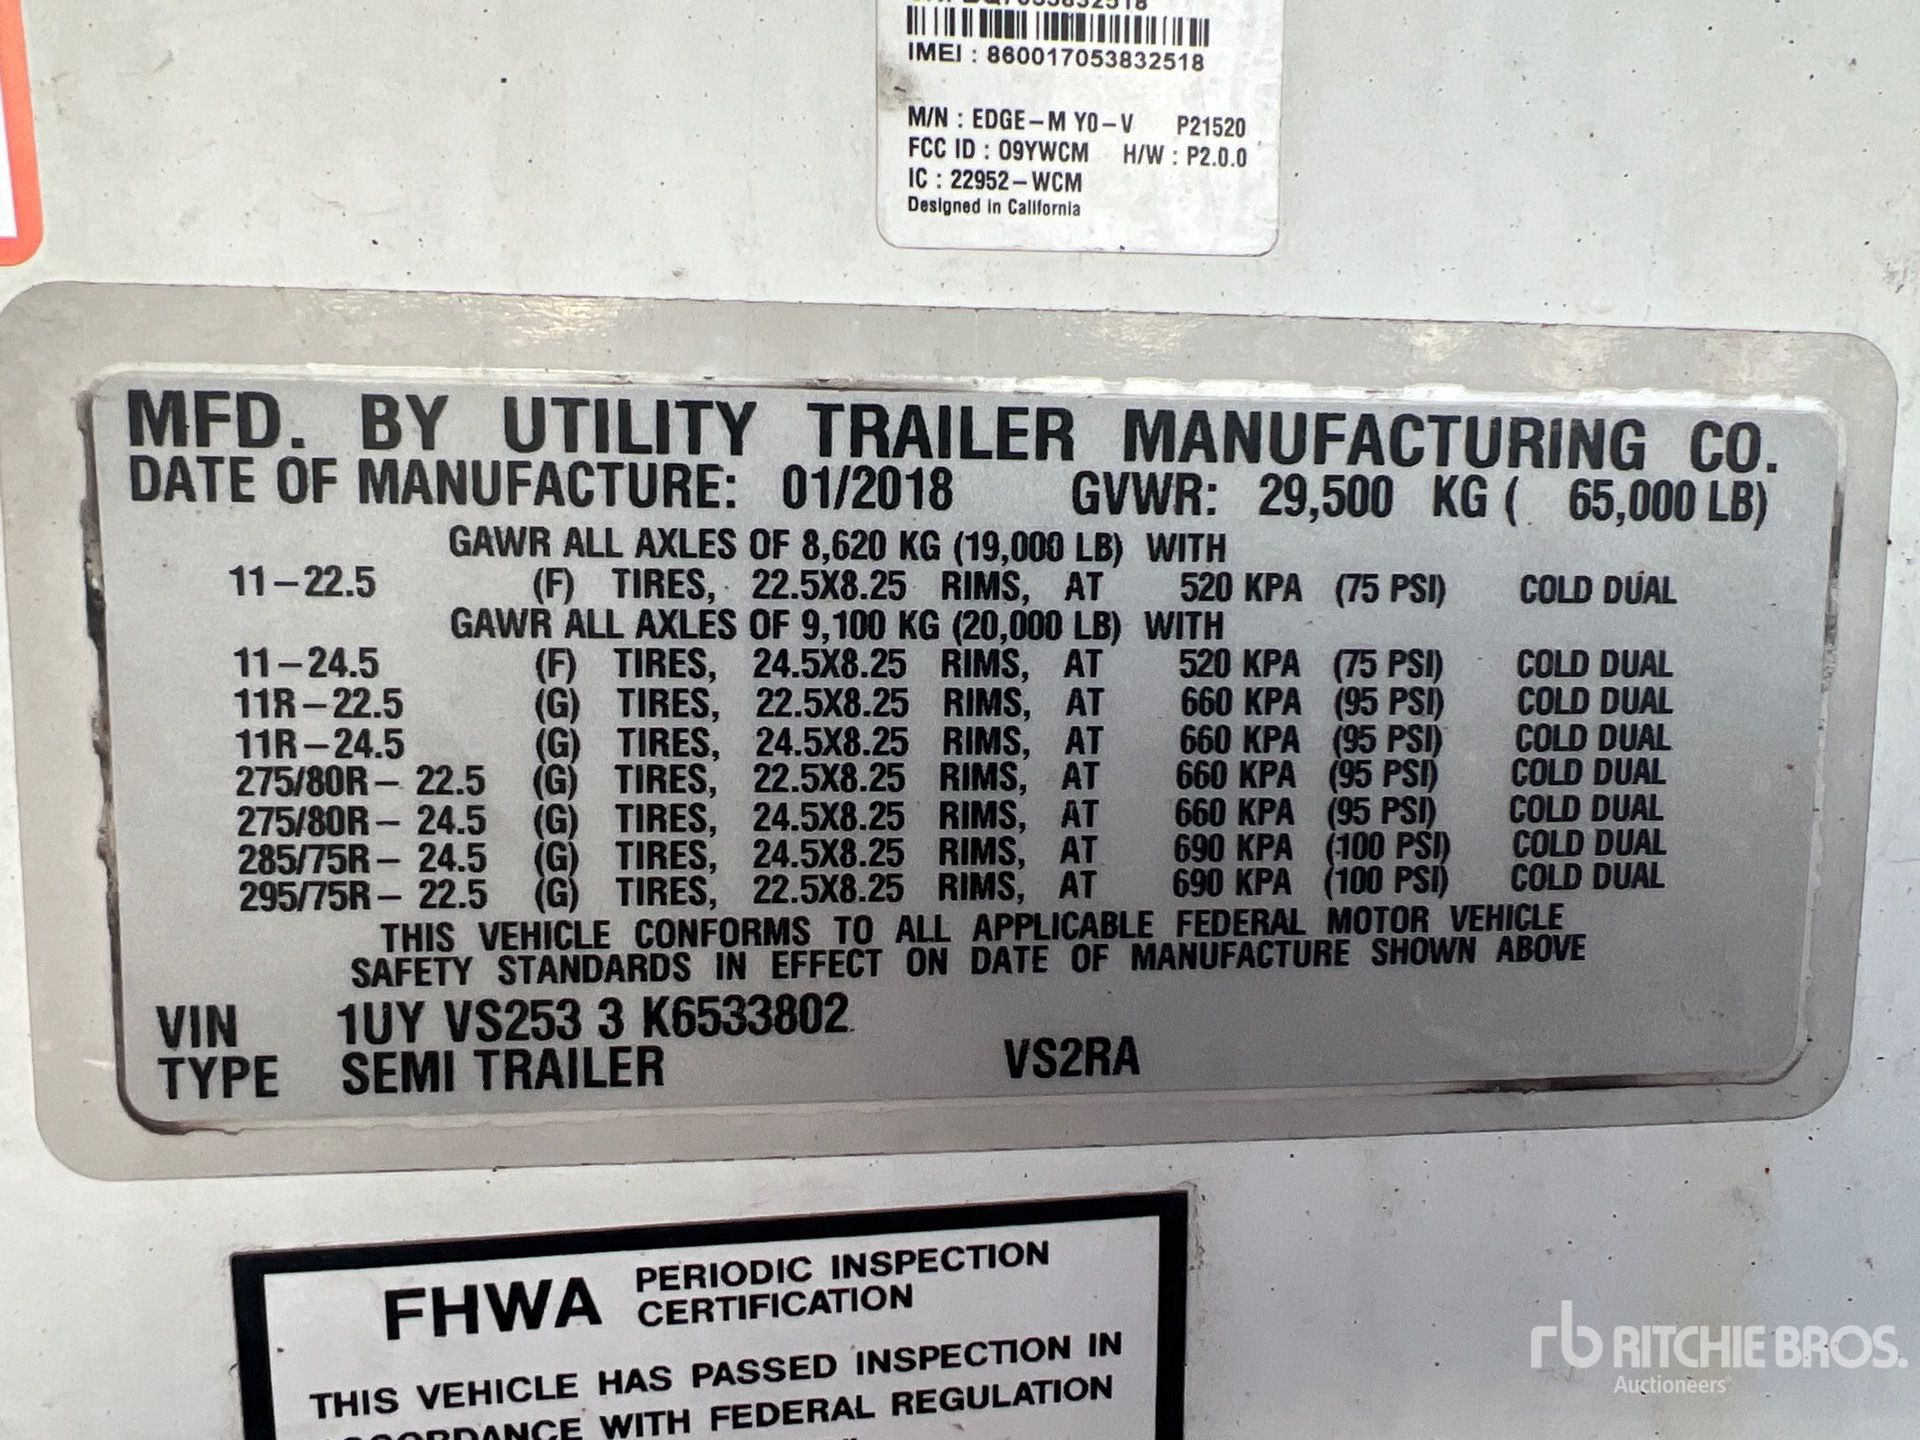 IMEI : 860017053832518
M/N : EDGE-M Y0-V P21520
FCC ID : O9YWCM H/W : P2.0.0
IC : 22952-WCM
Designed in California
MFD. BY UTILITY TRAILER MANUFACTURING CO.
DATE OF MANUFACTURE: 01/2018 GVWR: 29,500 KG ( 65,000 LB)
GAWR ALL AXLES OF 8,620 KG (19,000 LB) WITH
11-22.5 (F) TIRES, 22.5X8.25 RIMS, AT 520 KPA (75 PSI) COLD DUAL
GAWR ALL AXLES OF 9,100 KG (20,000 LB) WITH
11-24.5 (F) TIRES, 24.5X8.25 RIMS, AT 520 KPA (75 PSI) COLD DUAL
11R-22.5 (G) TIRES, 22.5X8.25 RIMS, AT 660 KPA (95 PSI) COLD DUAL
11R-24.5 (G) TIRES, 24.5X8.25 RIMS, AT 660 KPA (95 PSI) COLD DUAL
275/80R- 22.5 (G) TIRES, 22.5X8.25 RIMS, AT 660 KPA (95 PSI) COLD DUAL
275/80R- 24.5 (G) TIRES, 24.5X8.25 RIMS, AT 660 KPA (95 PSI) COLD DUAL
285/75R- 24.5 (G) TIRES, 24.5X8.25 RIMS, AT 690 KPA (100 PSI) COLD DUAL
295/75R- 22.5 (G) TIRES, 22.5X8.25 RIMS, AT 690 KPA (100 PSI) COLD DUAL
THIS VEHICLE CONFORMS TO ALL APPLICABLE FEDERAL MOTOR VEHICLE
SAFETY STANDARDS IN EFFECT ON DATE OF MANUFACTURE SHOWN ABOVE
VIN 1UY VS253 3 K6533802
TYPE SEMI TRAILER VS2RA
FHWA PERIODIC INSPECTION
CERTIFICATION
THIS VEHICLE HAS PASSED INSPECTION IN
ACCORDANCE WITH FEDERAL REGULATION
rb RITCHIE BROS.
Auctioneers